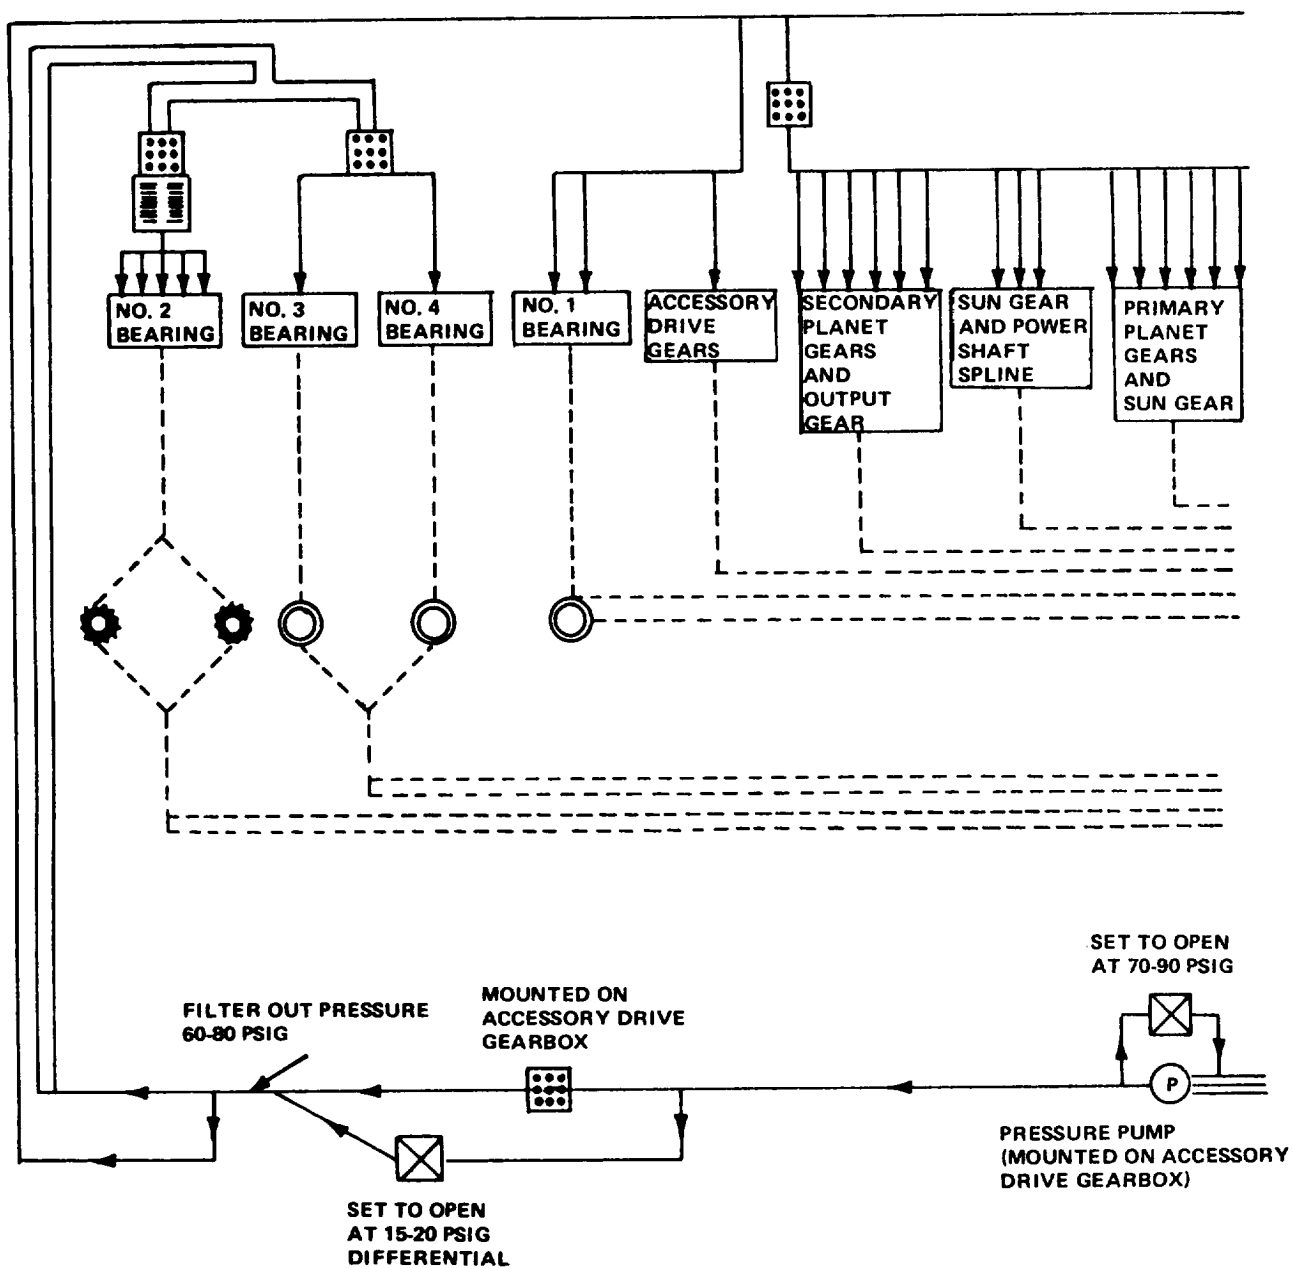 NO. 2
BEARING
NO. 3
BEARING
NO. 4
BEARING
NO. 1
BEARING
ACCESSORY
DRIVE
GEARS
SECONDARY
PLANET
GEARS
AND
OUTPUT
GEAR
SUN GEAR
AND POWER
SHAFT
SPLINE
PRIMARY
PLANET
GEARS
AND
SUN GEAR
SET TO OPEN
AT 70-90 PSIG
FILTER OUT PRESSURE
60-80 PSIG
MOUNTED ON
ACCESSORY DRIVE
GEARBOX
P
PRESSURE PUMP
(MOUNTED ON ACCESSORY
DRIVE GEARBOX)
SET TO OPEN
AT 15-20 PSIG
DIFFERENTIAL